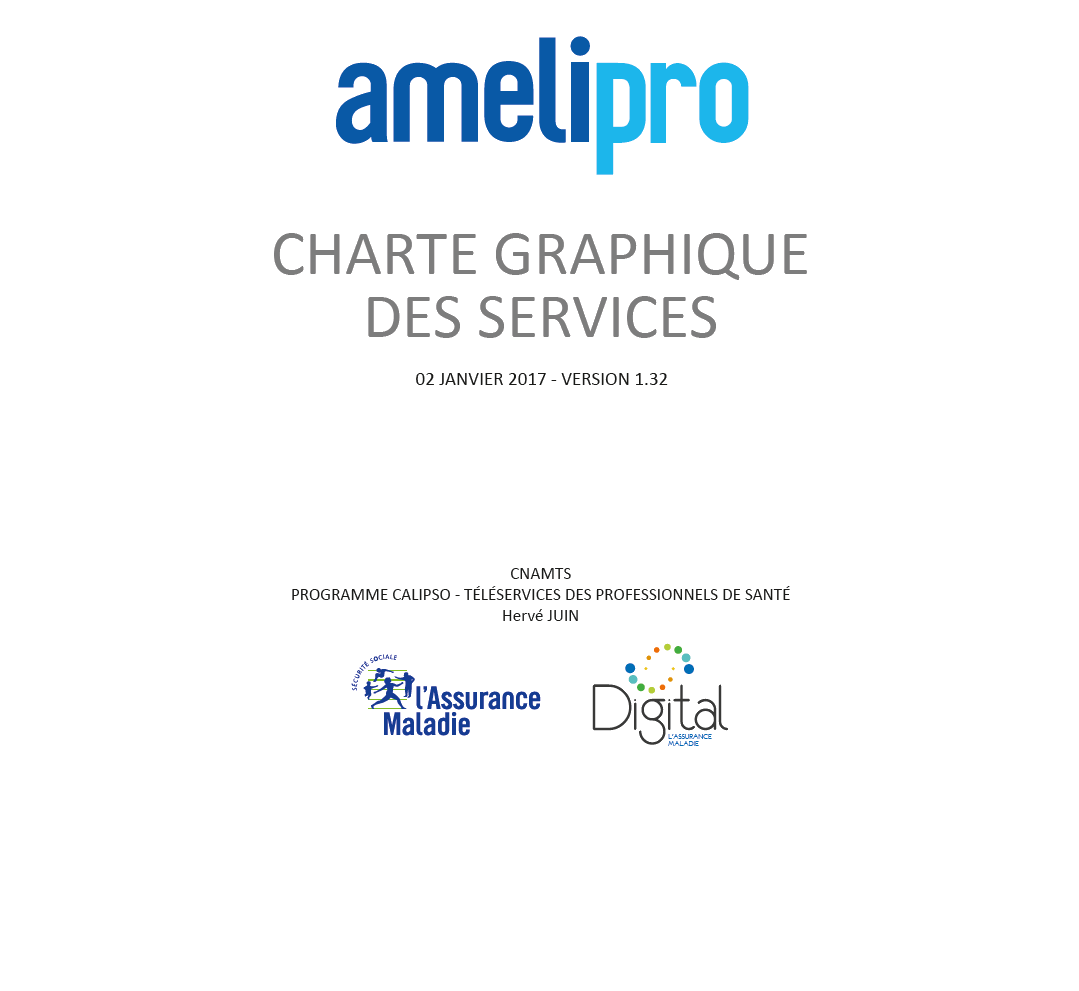 amelipro
CHARTE GRAPHIQUE
DES SERVICES
02 JANVIER 2017 - VERSION 1.32
CNAMTS
PROGRAMME CALIPSO - TÉLÉSERVICES DES PROFESSIONNELS DE SANTÉ
Hervé JUIN
SÉCURITÉ SOCIALE
l'Assurance
Maladie
Digital
L'ASSURANCE
MALADIE